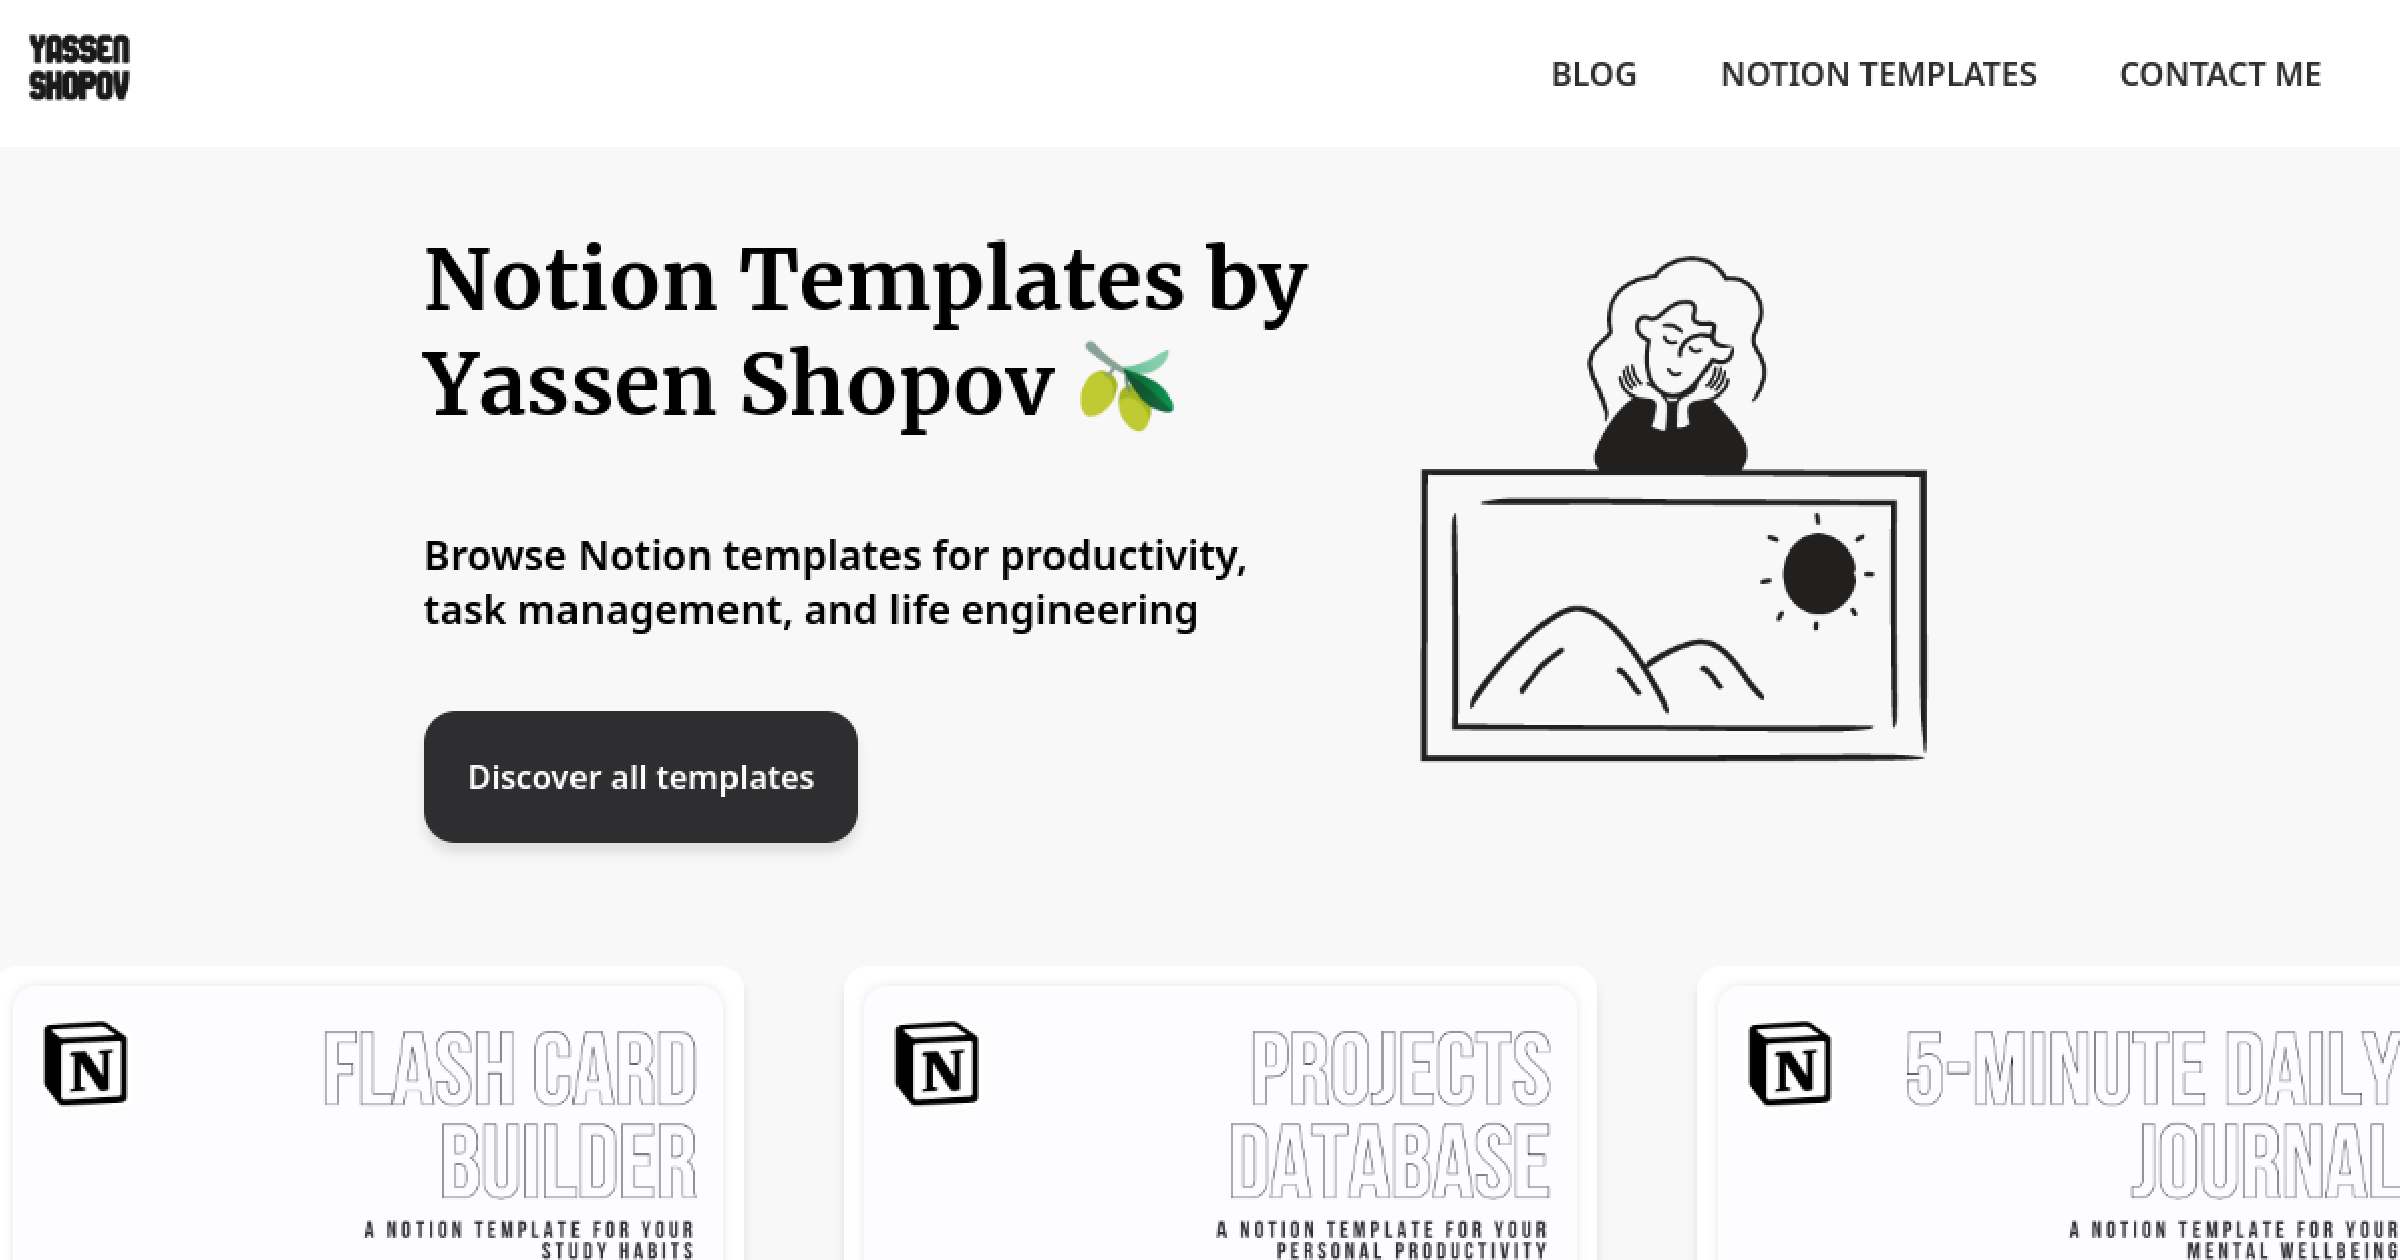 YASSEN
SHOPOV
BLOG
NOTION TEMPLATES
CONTACT ME
Notion Templates by
Yassen Shopov 🫒
Browse Notion templates for productivity,
task management, and life engineering
Discover all templates
N
FLASH CARD
BUILDER
A NOTION TEMPLATE FOR YOUR
STUDY HABITS
N
PROJECTS
DATABASE
A NOTION TEMPLATE FOR YOUR
PERSONAL PRODUCTIVITY
N
5-MINUTE DAILY
JOURNAL
A NOTION TEMPLATE FOR YOUR
MENTAL WELLBEING